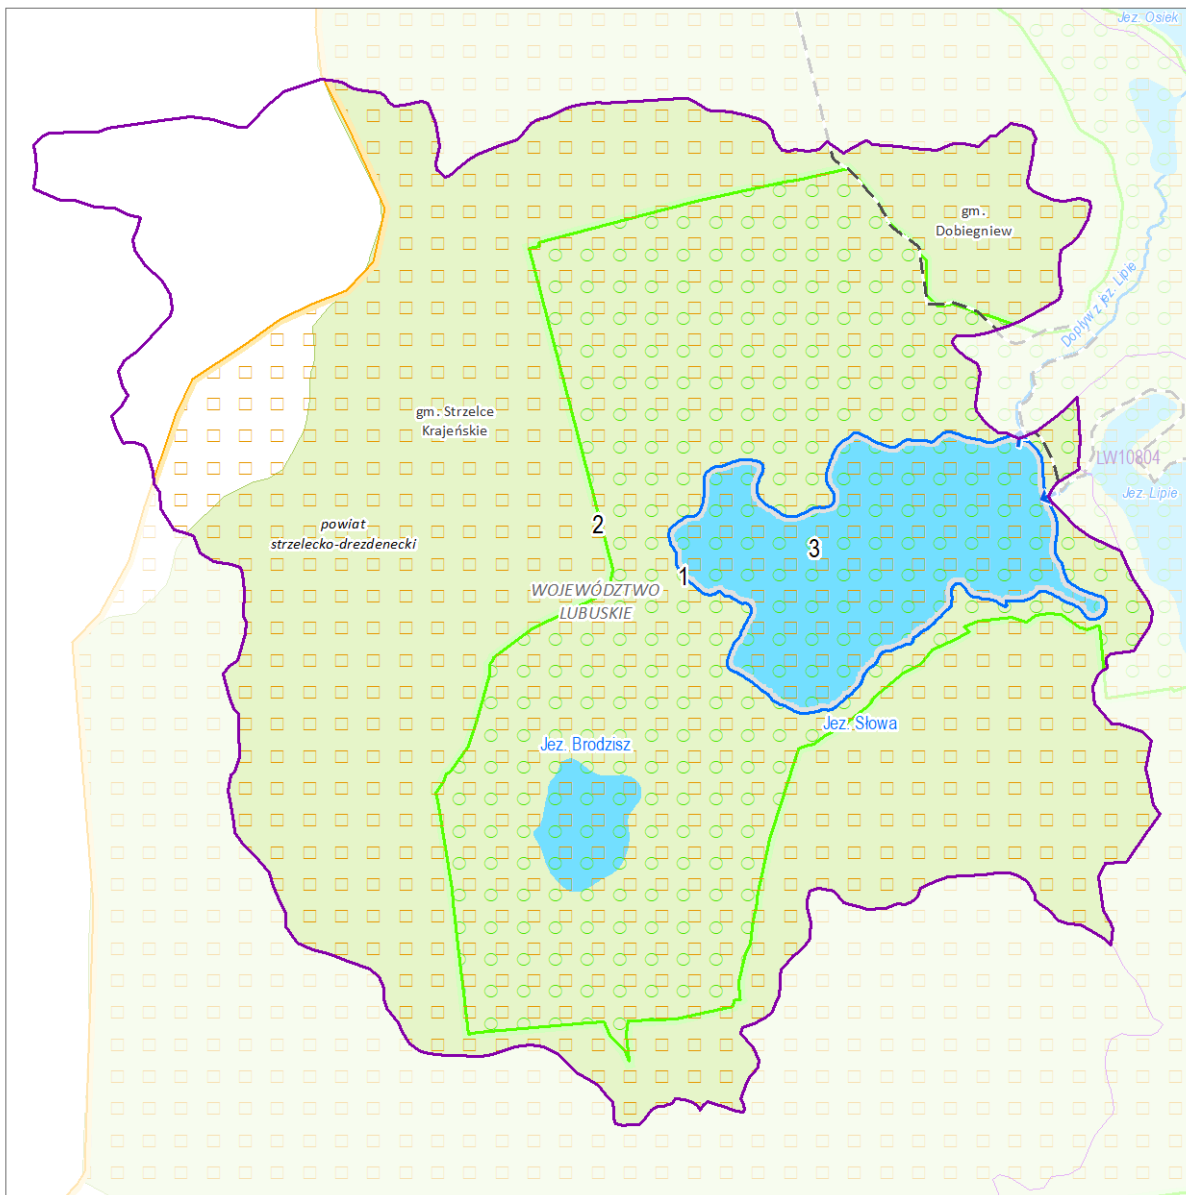 Jez. Osiek
gm.
Dobiegniew
Dopływ z jez. Lipie
gm. Strzelce
Krajeńskie
LW10804
Jez. Lipie
powiat
strzelecko-drezdenecki
2
3
1
WOJEWÓDZTWO
LUBUSKIE
Jez. Słowa
Jez. Brodzisz